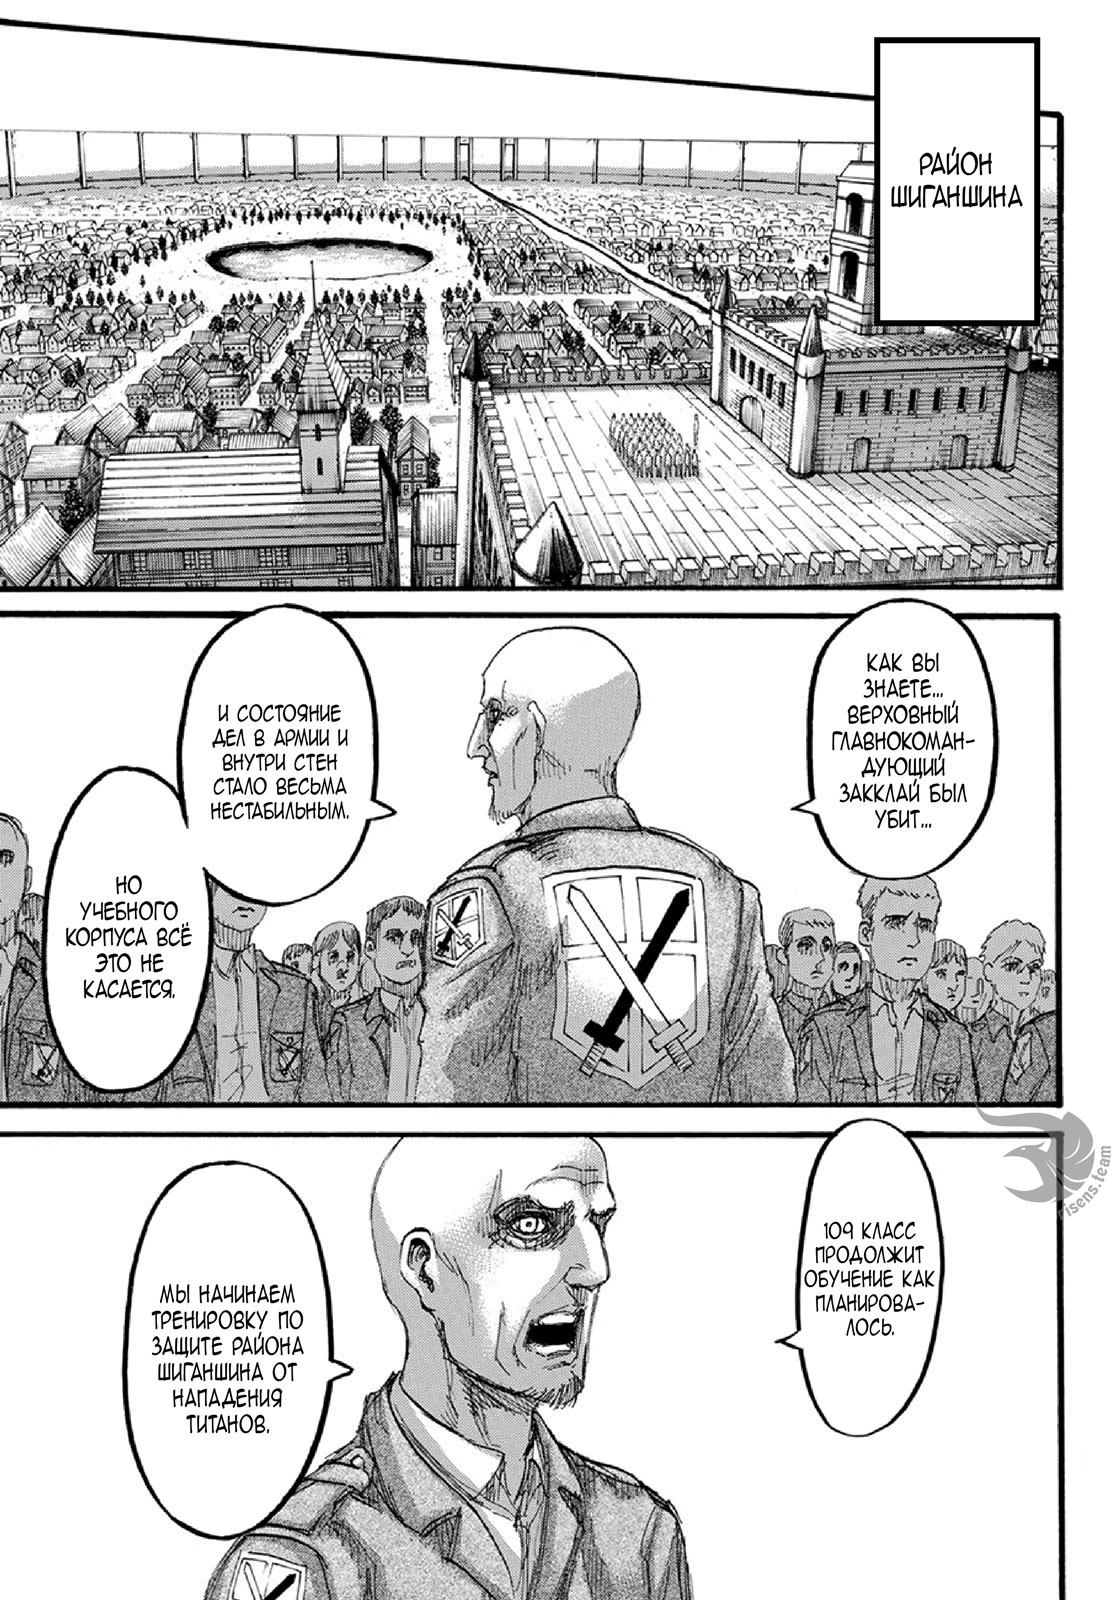 РАЙОН
ШИГАНШИНА
КАК ВЫ
ЗНАЕТЕ...
ВЕРХОВНЫЙ
ГЛАВНОКОМАН-
ДУЮЩИЙ
ЗАККЛАЙ БЫЛ
УБИТ...
И СОСТОЯНИЕ
ДЕЛ В АРМИИ И
ВНУТРИ СТЕН
СТАЛО ВЕСЬМА
НЕСТАБИЛЬНЫМ.
НО
УЧЕБНОГО
КОРПУСА ВСЁ
ЭТО НЕ
КАСАЕТСЯ.
109 КЛАСС
ПРОДОЛЖИТ
ОБУЧЕНИЕ КАК
ПЛАНИРОВА-
ЛОСЬ.
МЫ НАЧИНАЕМ
ТРЕНИРОВКУ ПО
ЗАЩИТЕ РАЙОНА
ШИГАНШИНА ОТ
НАПАДЕНИЯ
ТИТАНОВ.
risens.team